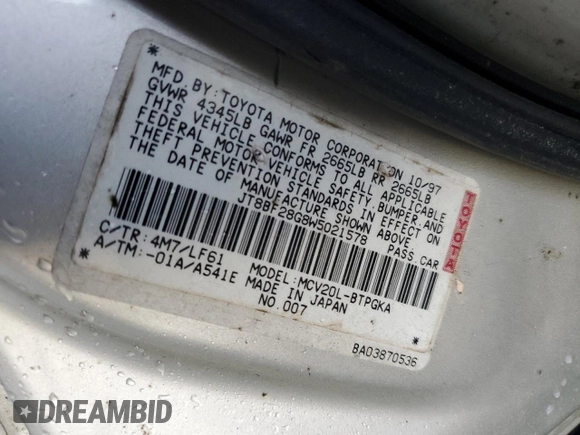 MFD BY: TOYOTA MOTOR CORPORATION 10/97
GVWR 4345LB GAWR FR 2665LB RR 2665LB
THIS VEHICLE CONFORMS TO ALL APPLICABLE
FEDERAL MOTOR VEHICLE SAFETY, BUMPER AND
THEFT PREVENTION STANDARDS IN EFFECT ON
THE DATE OF MANUFACTURE SHOWN ABOVE.
JT8BF28G8W5021578 PASS.CAR
C/TR: 4M7/LF61 MODEL: MCV20L-BTPGKA
A/TM: -01A/A541E MADE IN JAPAN
NO.007
TOYOTA
BA03870536
DREAMBID